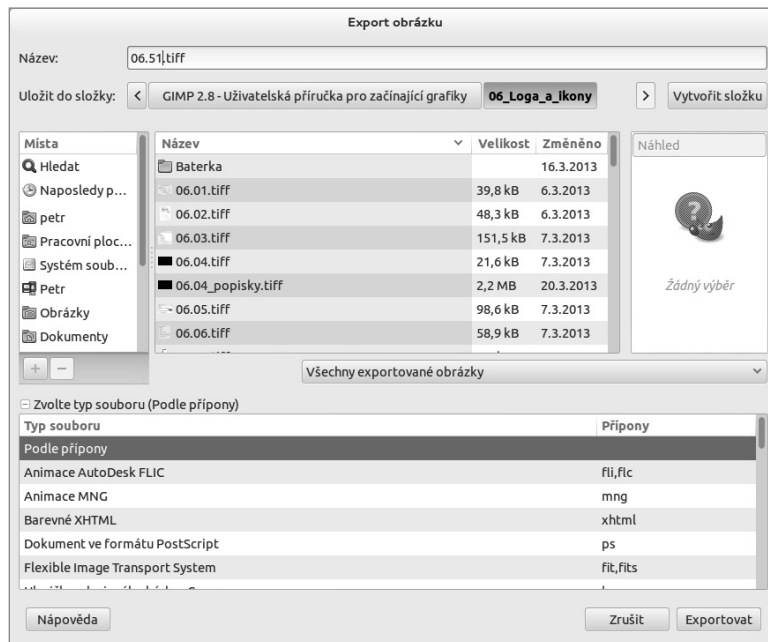 Export obrázku
Název: 06.51.tiff
Uložit do složky: < GIMP 2.8 - Uživatelská příručka pro začínající grafiky 06_Loga_a_ikony > Vytvořit složku
Místa
Hledat
Naposledy p...
petr
Pracovní ploc...
Systém soub...
Petr
Obrázky
Dokumenty
+ −
Název Velikost Změněno
Baterka 16.3.2013
06.01.tiff 39,8 kB 6.3.2013
06.02.tiff 48,3 kB 6.3.2013
06.03.tiff 151,5 kB 7.3.2013
06.04.tiff 21,6 kB 7.3.2013
06.04_popisky.tiff 2,2 MB 20.3.2013
06.05.tiff 98,6 kB 7.3.2013
06.06.tiff 58,9 kB 7.3.2013
Náhled
Žádný výběr
Všechny exportované obrázky
Zvolte typ souboru (Podle přípony)
Typ souboru Přípony
Podle přípony
Animace AutoDesk FLIC fli,flc
Animace MNG mng
Barevné XHTML xhtml
Dokument ve formátu PostScript ps
Flexible Image Transport System fit,fits
Nápověda Zrušit Exportovat